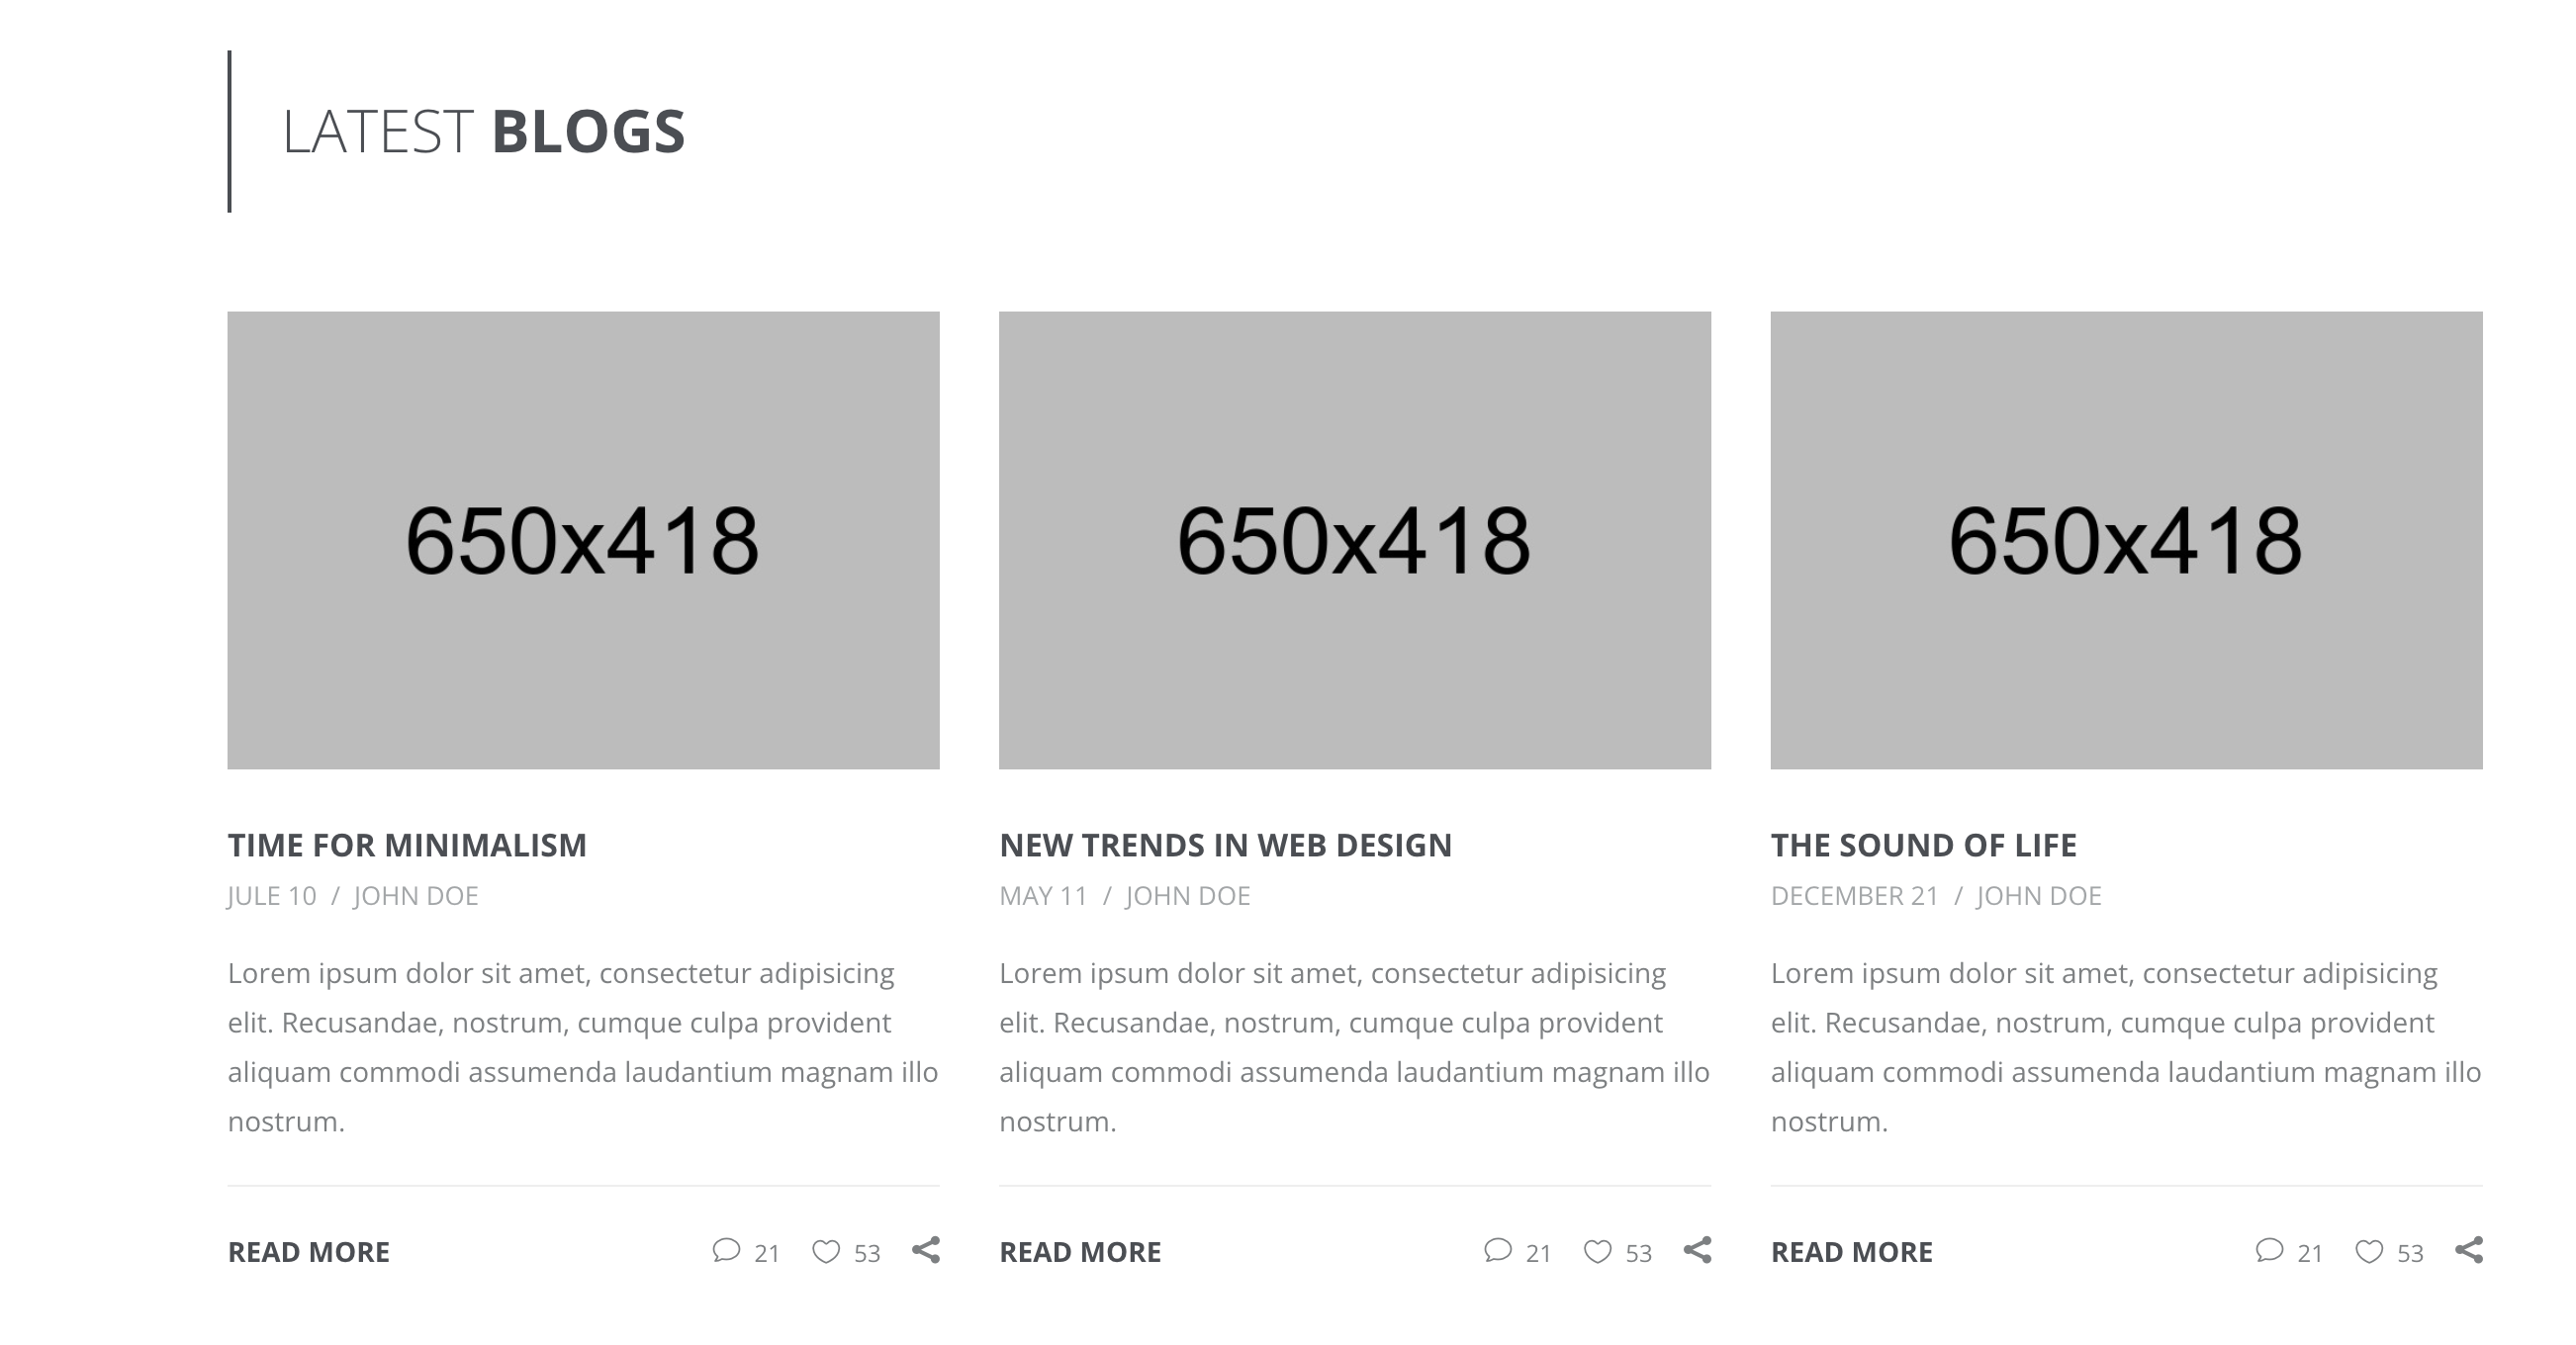 LATEST BLOGS
650x418
650x418
650x418
TIME FOR MINIMALISM
JULE 10 / JOHN DOE
Lorem ipsum dolor sit amet, consectetur adipisicing
elit. Recusandae, nostrum, cumque culpa provident
aliquam commodi assumenda laudantium magnam illo
nostrum.
READ MORE
21 53
NEW TRENDS IN WEB DESIGN
MAY 11 / JOHN DOE
Lorem ipsum dolor sit amet, consectetur adipisicing
elit. Recusandae, nostrum, cumque culpa provident
aliquam commodi assumenda laudantium magnam illo
nostrum.
READ MORE
21 53
THE SOUND OF LIFE
DECEMBER 21 / JOHN DOE
Lorem ipsum dolor sit amet, consectetur adipisicing
elit. Recusandae, nostrum, cumque culpa provident
aliquam commodi assumenda laudantium magnam illo
nostrum.
READ MORE
21 53